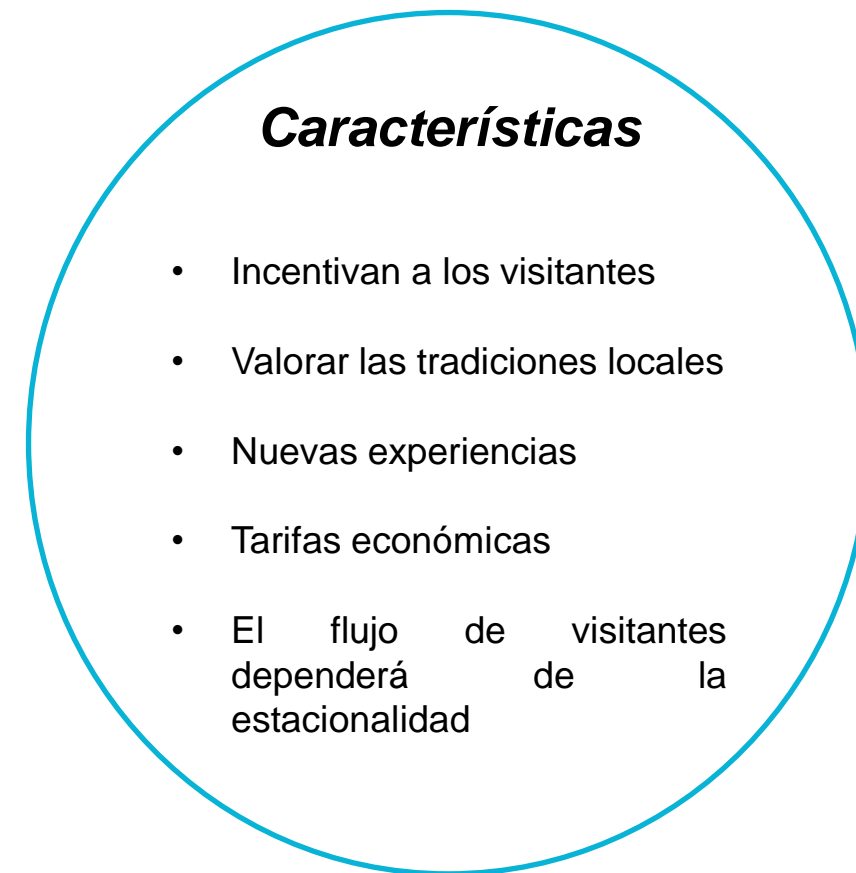 Características
• Incentivan a los visitantes
• Valorar las tradiciones locales
• Nuevas experiencias
• Tarifas económicas
• El flujo de visitantes
dependerá de la
estacionalidad